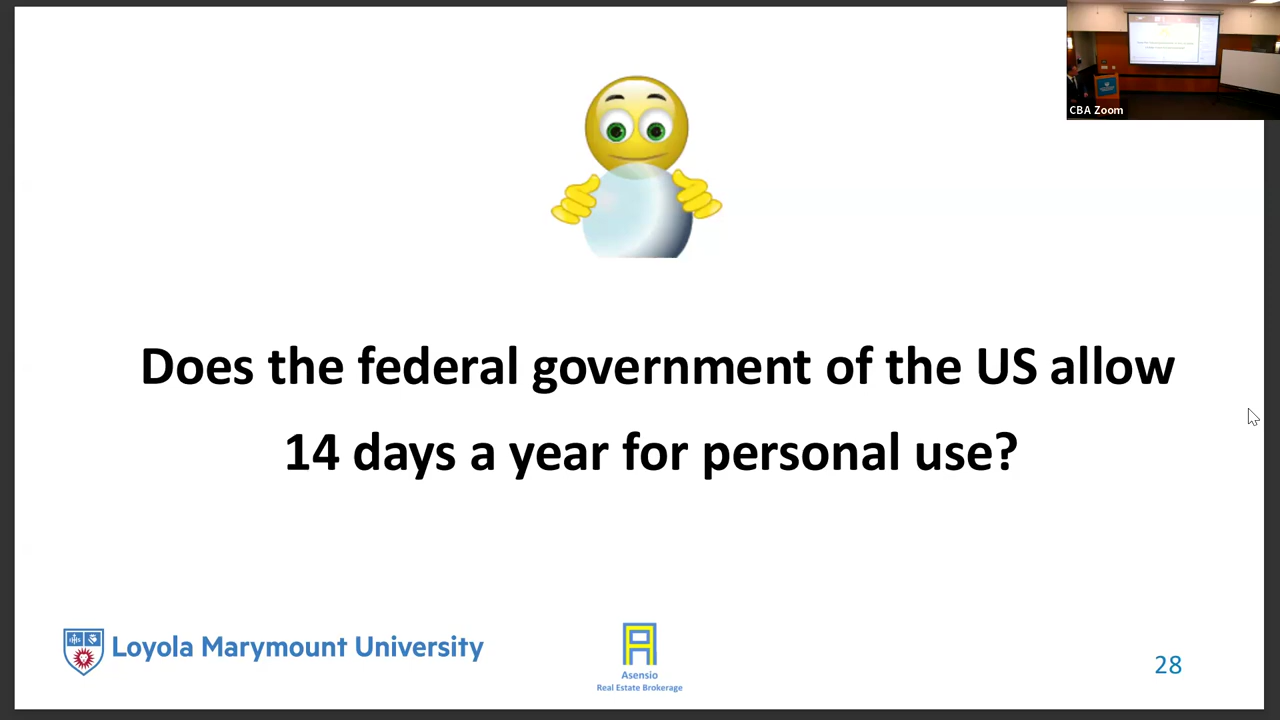 CBA Zoom
Does the federal government of the US allow
14 days a year for personal use?
Loyola Marymount University
Asensio
Real Estate Brokerage
28